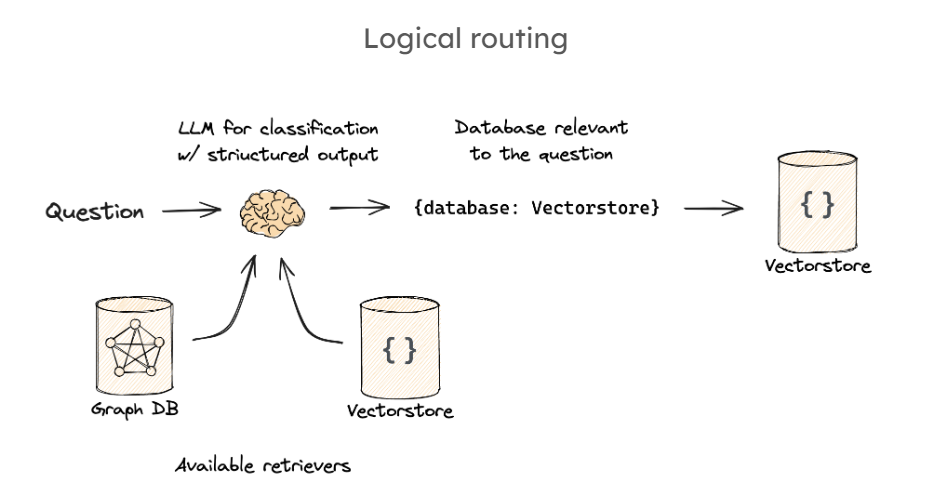 Logical routing
LLM for classification
w/ striuctured output
Database relevant
to the question
Question
{database: Vectorstore}
{ }
Vectorstore
{ }
Graph DB
Vectorstore
Available retrievers